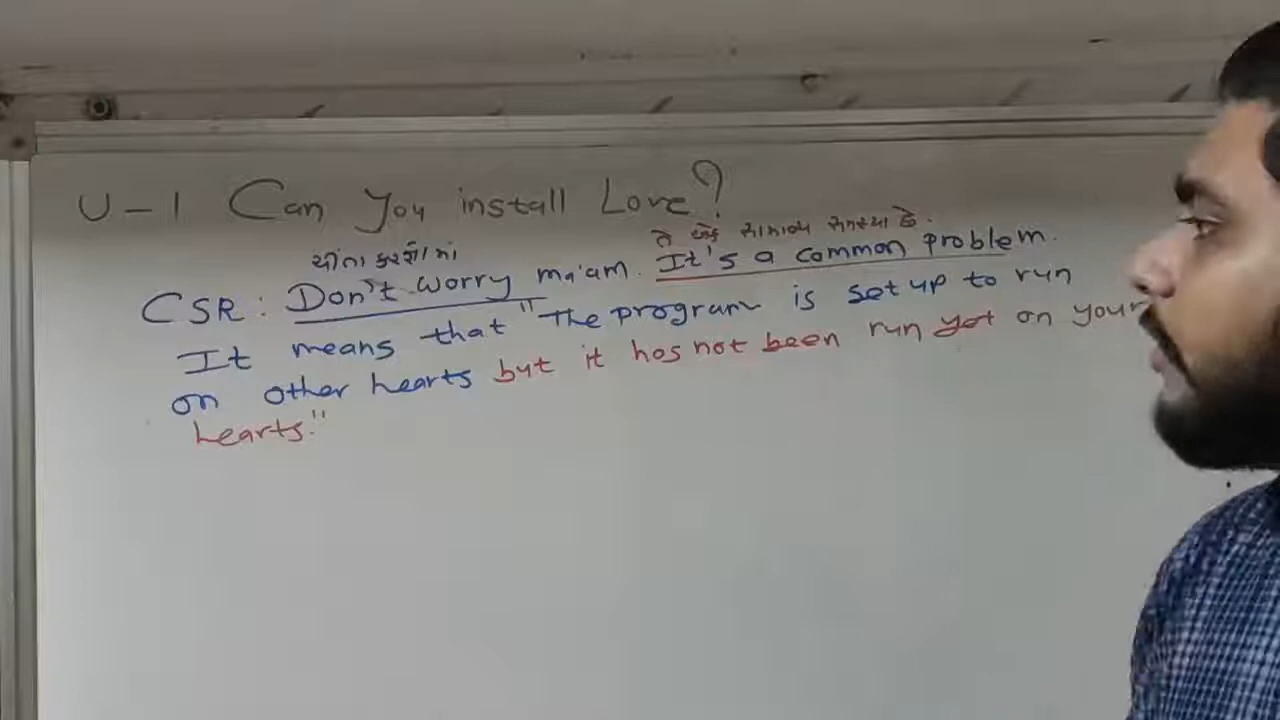 U - 1 Can You install Love?
ચીંતા કરશો માં
તે એક સામાન્ય સમસ્યા છે.
CSR : Don't worry ma'am. It's a common problem.
It means that "The program is set up to run
on other hearts but it has not been run yet on your
hearts."